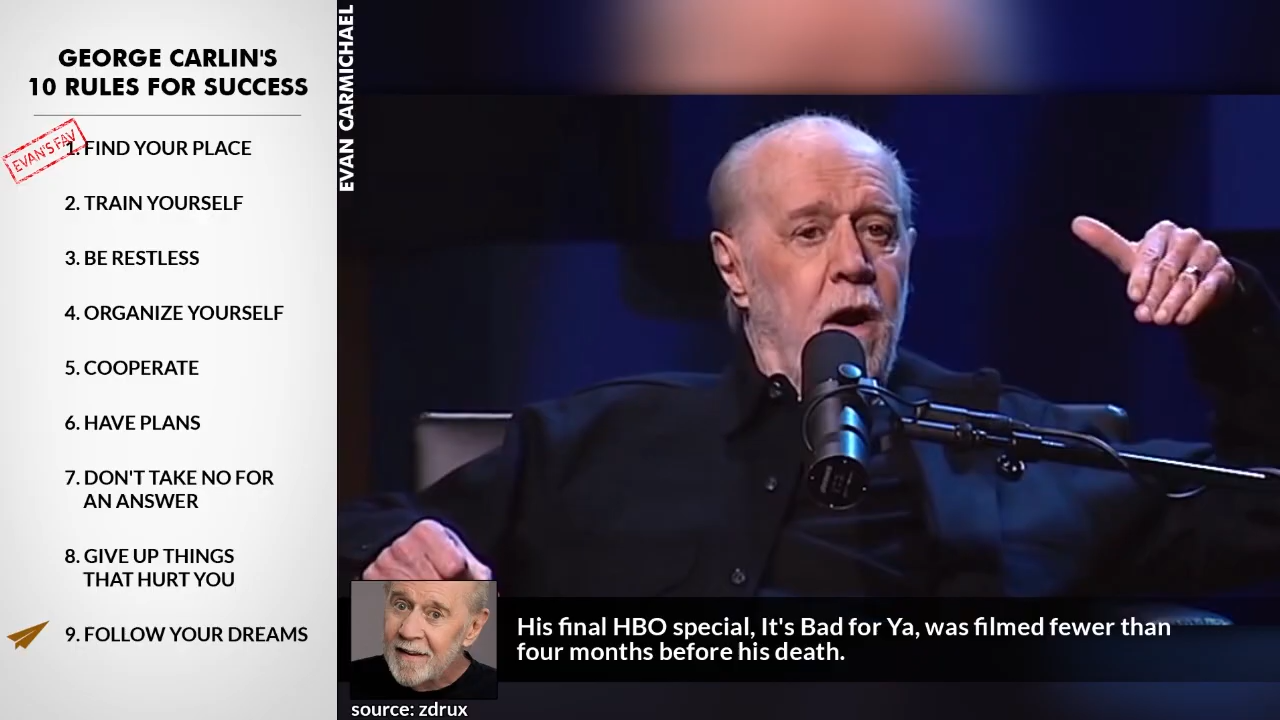 GEORGE CARLIN'S
10 RULES FOR SUCCESS
EVAN'S FAV
1. FIND YOUR PLACE
2. TRAIN YOURSELF
3. BE RESTLESS
4. ORGANIZE YOURSELF
5. COOPERATE
6. HAVE PLANS
7. DON'T TAKE NO FOR
AN ANSWER
8. GIVE UP THINGS
THAT HURT YOU
9. FOLLOW YOUR DREAMS
EVAN CARMICHAEL
His final HBO special, It's Bad for Ya, was filmed fewer than
four months before his death.
source: zdrux